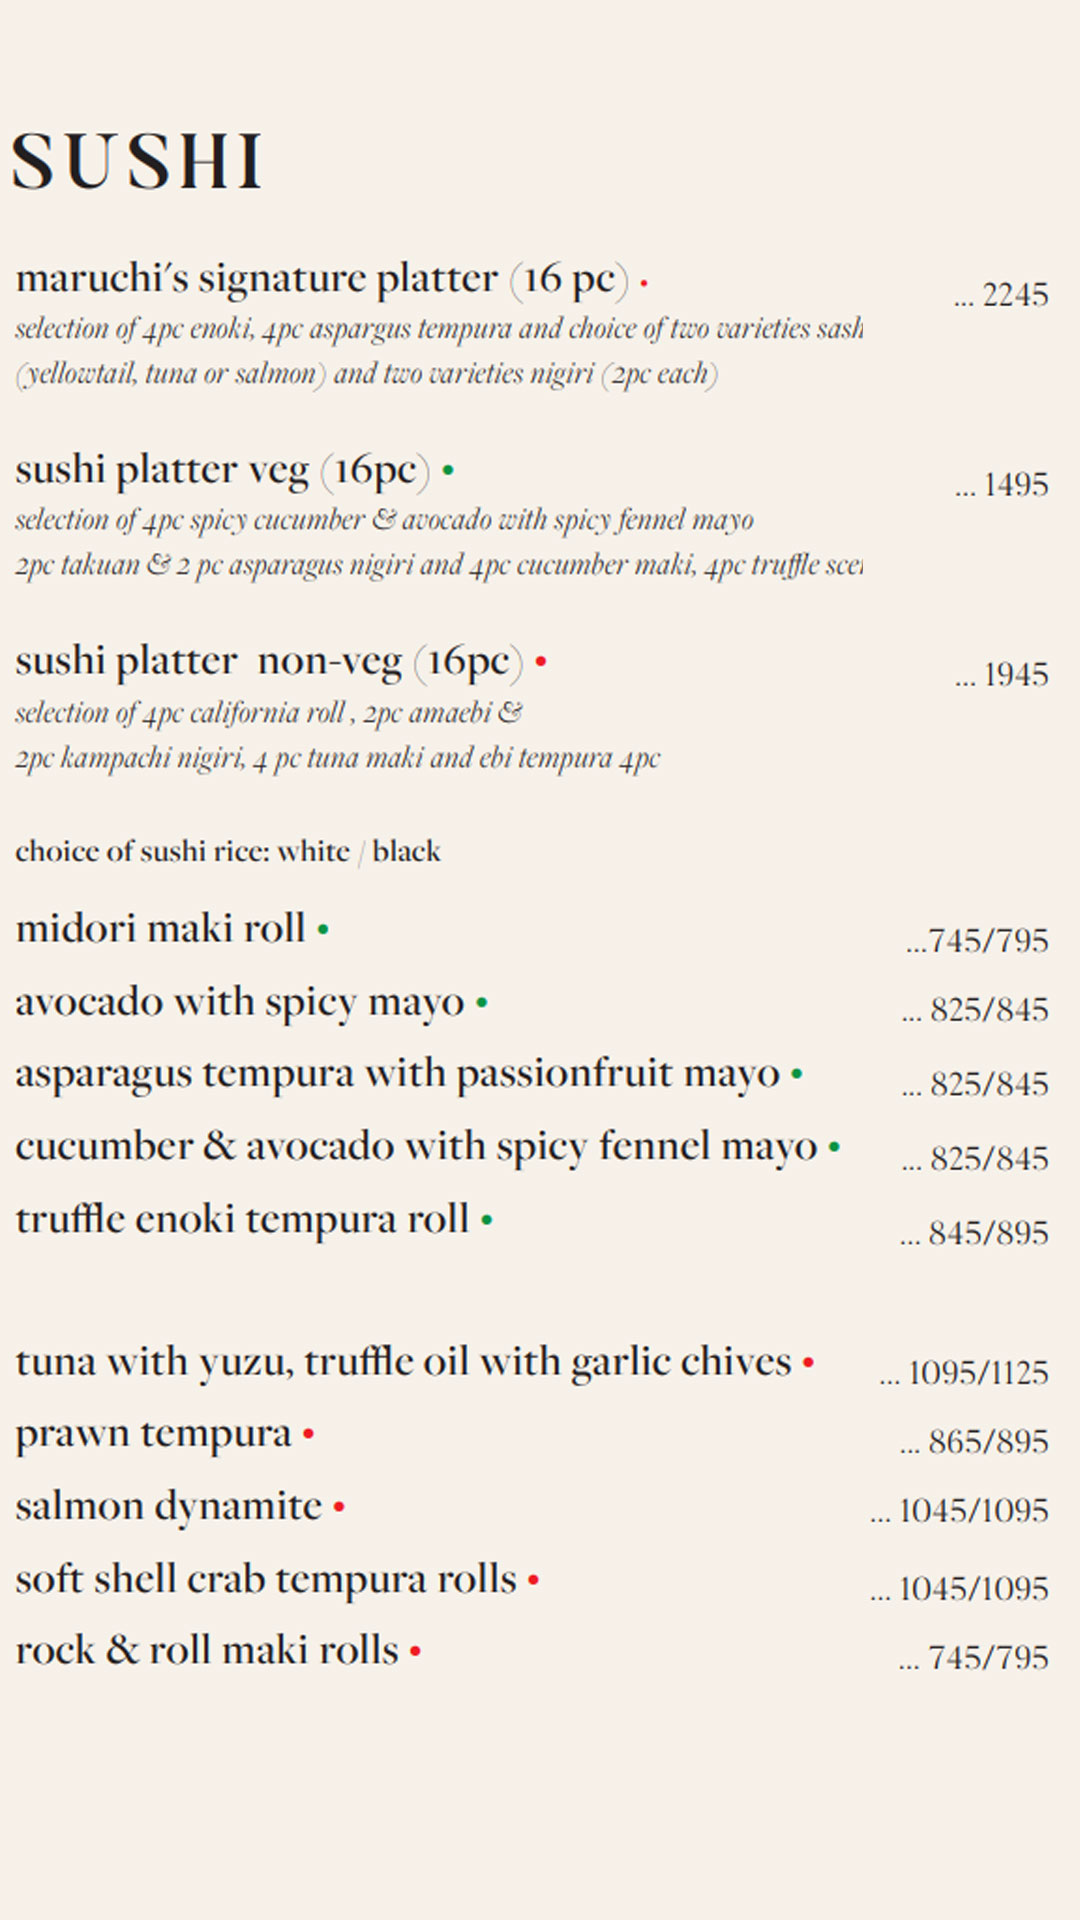 SUSHI
maruchi's signature platter (16 pc) •
... 2245
selection of 4pc enoki, 4pc aspargus tempura and choice of two varieties
(yellowtail, tuna or salmon) and two varieties nigiri (2pc each)
sushi platter veg (16pc) •
... 1495
selection of 4pc spicy cucumber & avocado with spicy fennel mayo
2pc takuan & 2 pc asparagus nigiri and 4pc cucumber maki, 4pc truffle
sushi platter non-veg (16pc) •
... 1945
selection of 4pc california roll , 2pc amaebi &
2pc kampachi nigiri, 4 pc tuna maki and ebi tempura 4pc
choice of sushi rice: white / black
midori maki roll • ...745/795
avocado with spicy mayo • ... 825/845
asparagus tempura with passionfruit mayo • ... 825/845
cucumber & avocado with spicy fennel mayo • ... 825/845
truffle enoki tempura roll • ... 845/895
tuna with yuzu, truffle oil with garlic chives • ... 1095/1125
prawn tempura • ... 865/895
salmon dynamite • ... 1045/1095
soft shell crab tempura rolls • ... 1045/1095
rock & roll maki rolls • ... 745/795